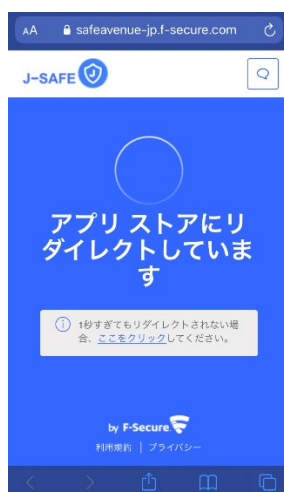 AA safeavenue-jp.f-secure.com
J-SAFE
アプリ ストアにリ
ダイレクトしていま
す
1秒すぎてもリダイレクトされない場
合、ここをクリックしてください。
by F-Secure.
利用規約 | プライバシー